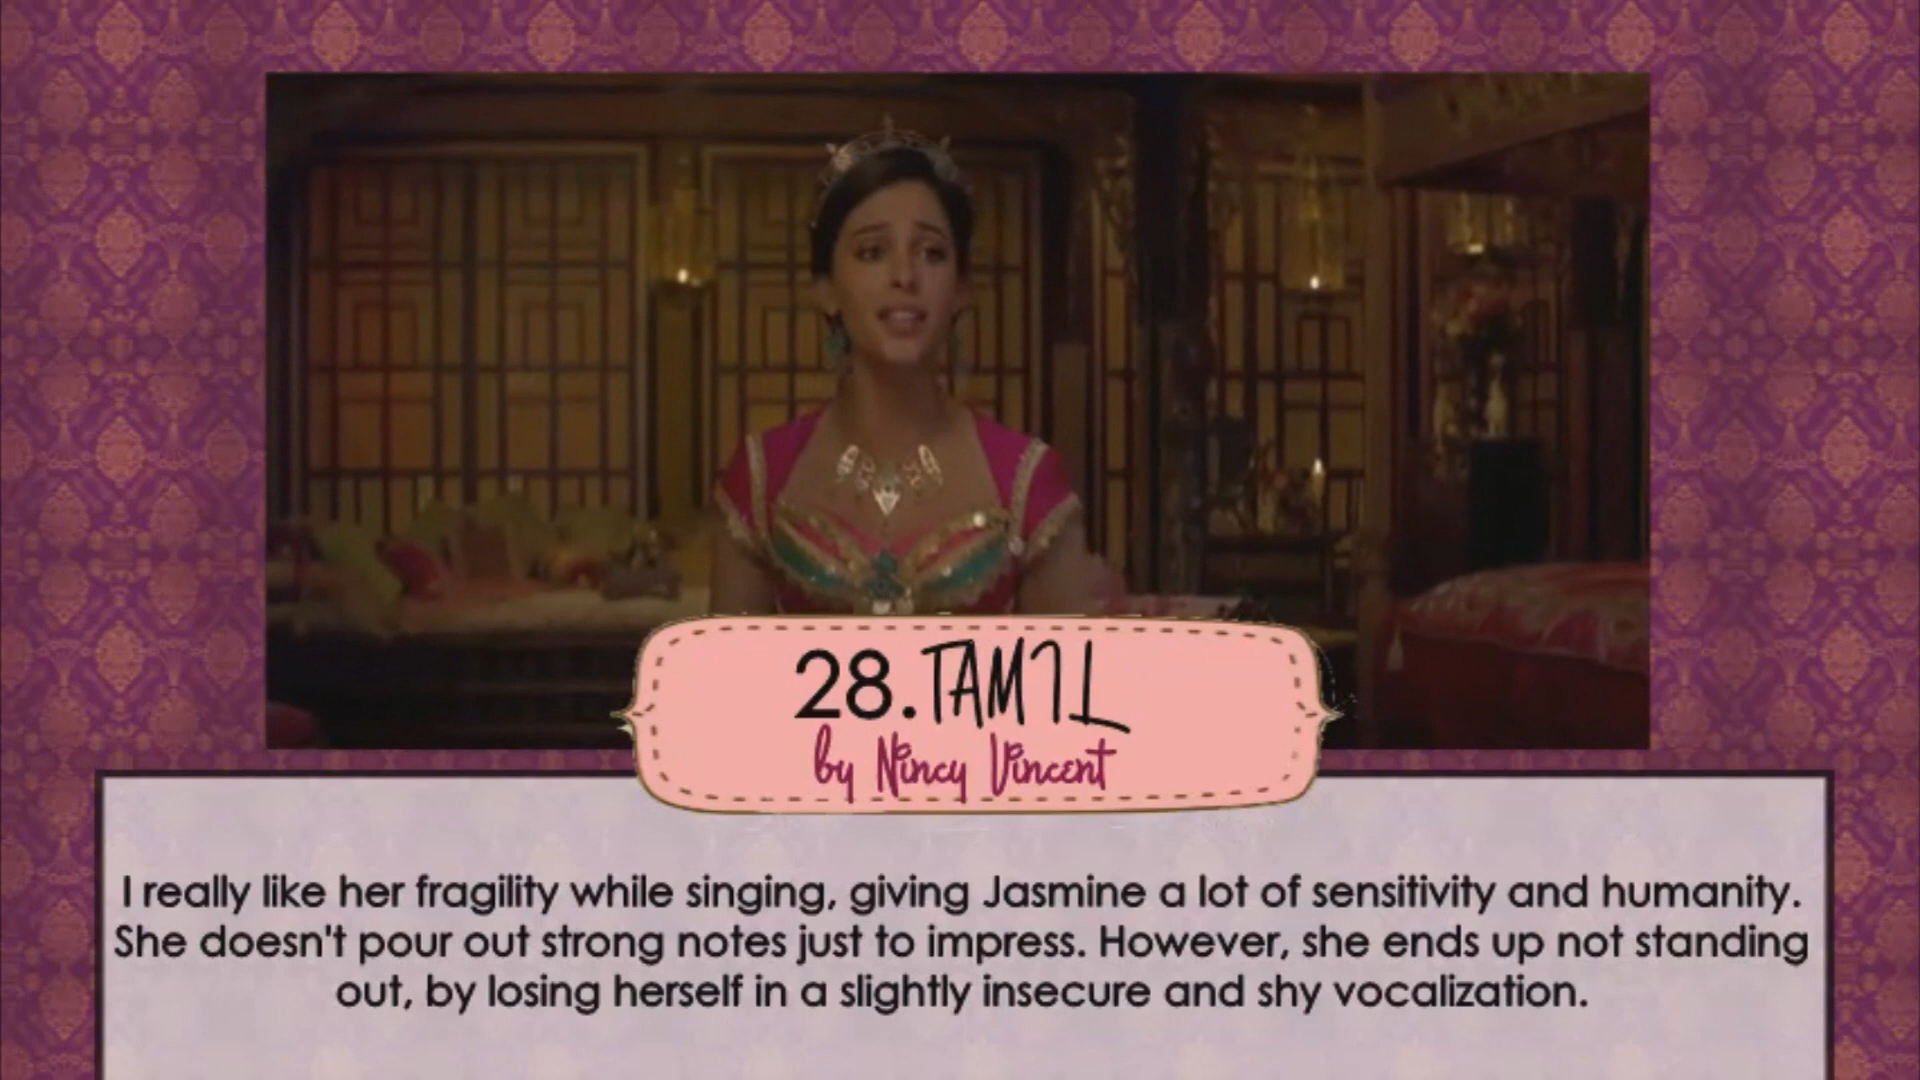 28.TAMIL
by Nincy Vincent
I really like her fragility while singing, giving Jasmine a lot of sensitivity and humanity.
She doesn't pour out strong notes just to impress. However, she ends up not standing
out, by losing herself in a slightly insecure and shy vocalization.